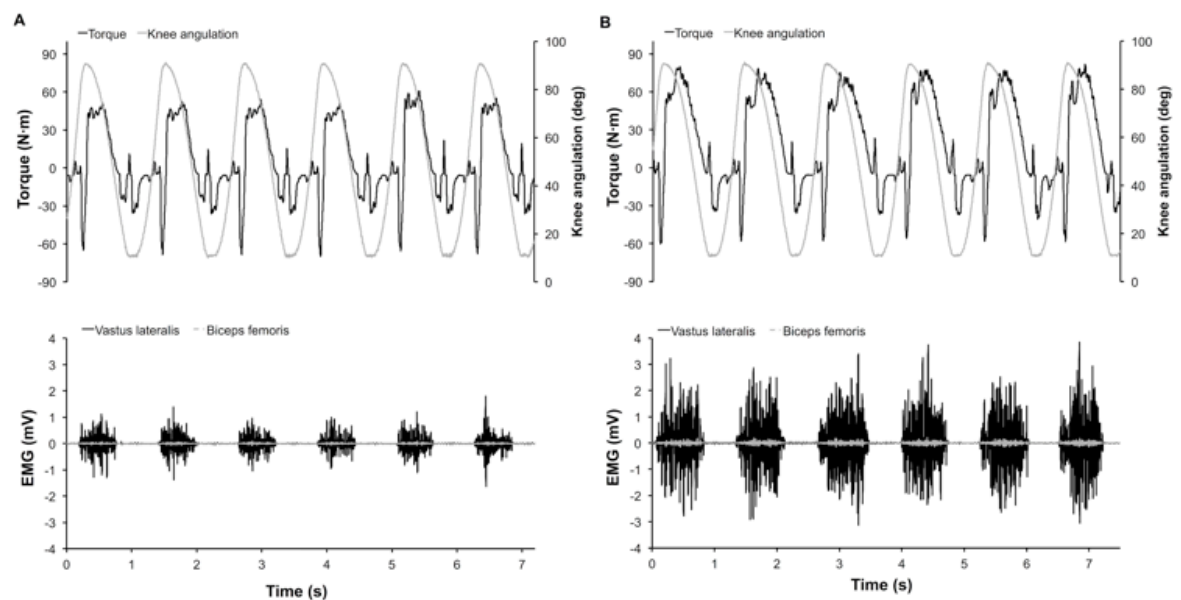 A
B
Torque Knee angulation
Torque Knee angulation
90
60
30
0
-30
-60
-90
Torque (N·m)
100
80
60
40
20
0
Knee angulation (deg)
90
60
30
0
-30
-60
-90
Torque (N·m)
100
80
60
40
20
0
Knee angulation (deg)
Vastus lateralis Biceps femoris
Vastus lateralis Biceps femoris
4
3
2
1
0
-1
-2
-3
-4
EMG (mV)
0 1 2 3 4 5 6 7
Time (s)
4
3
2
1
0
-1
-2
-3
-4
EMG (mV)
0 1 2 3 4 5 6 7
Time (s)